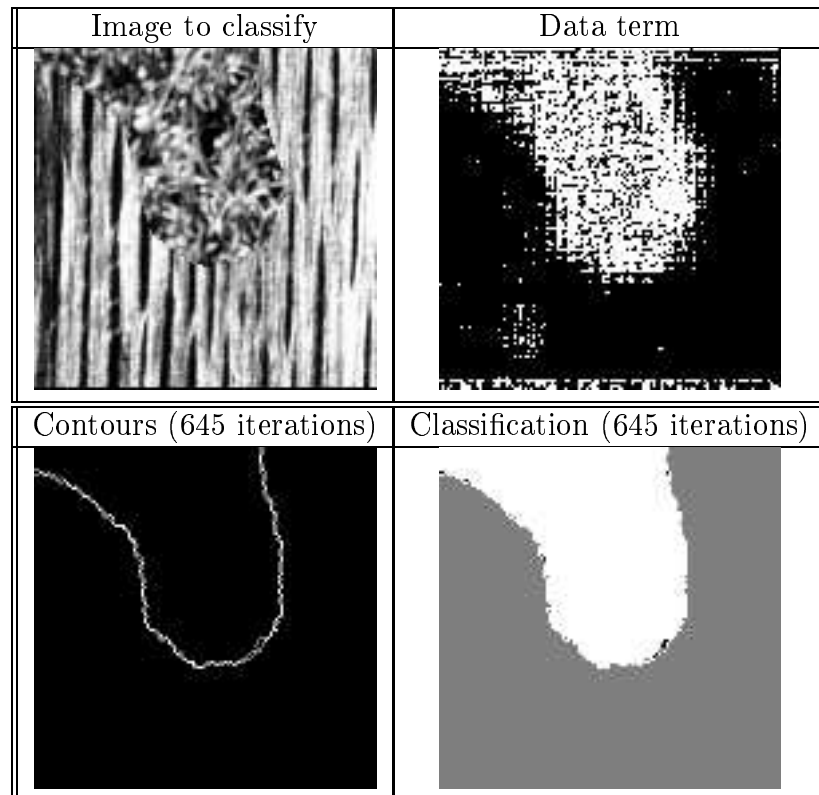 Image to classify
Data term
Contours (645 iterations)
Classification (645 iterations)